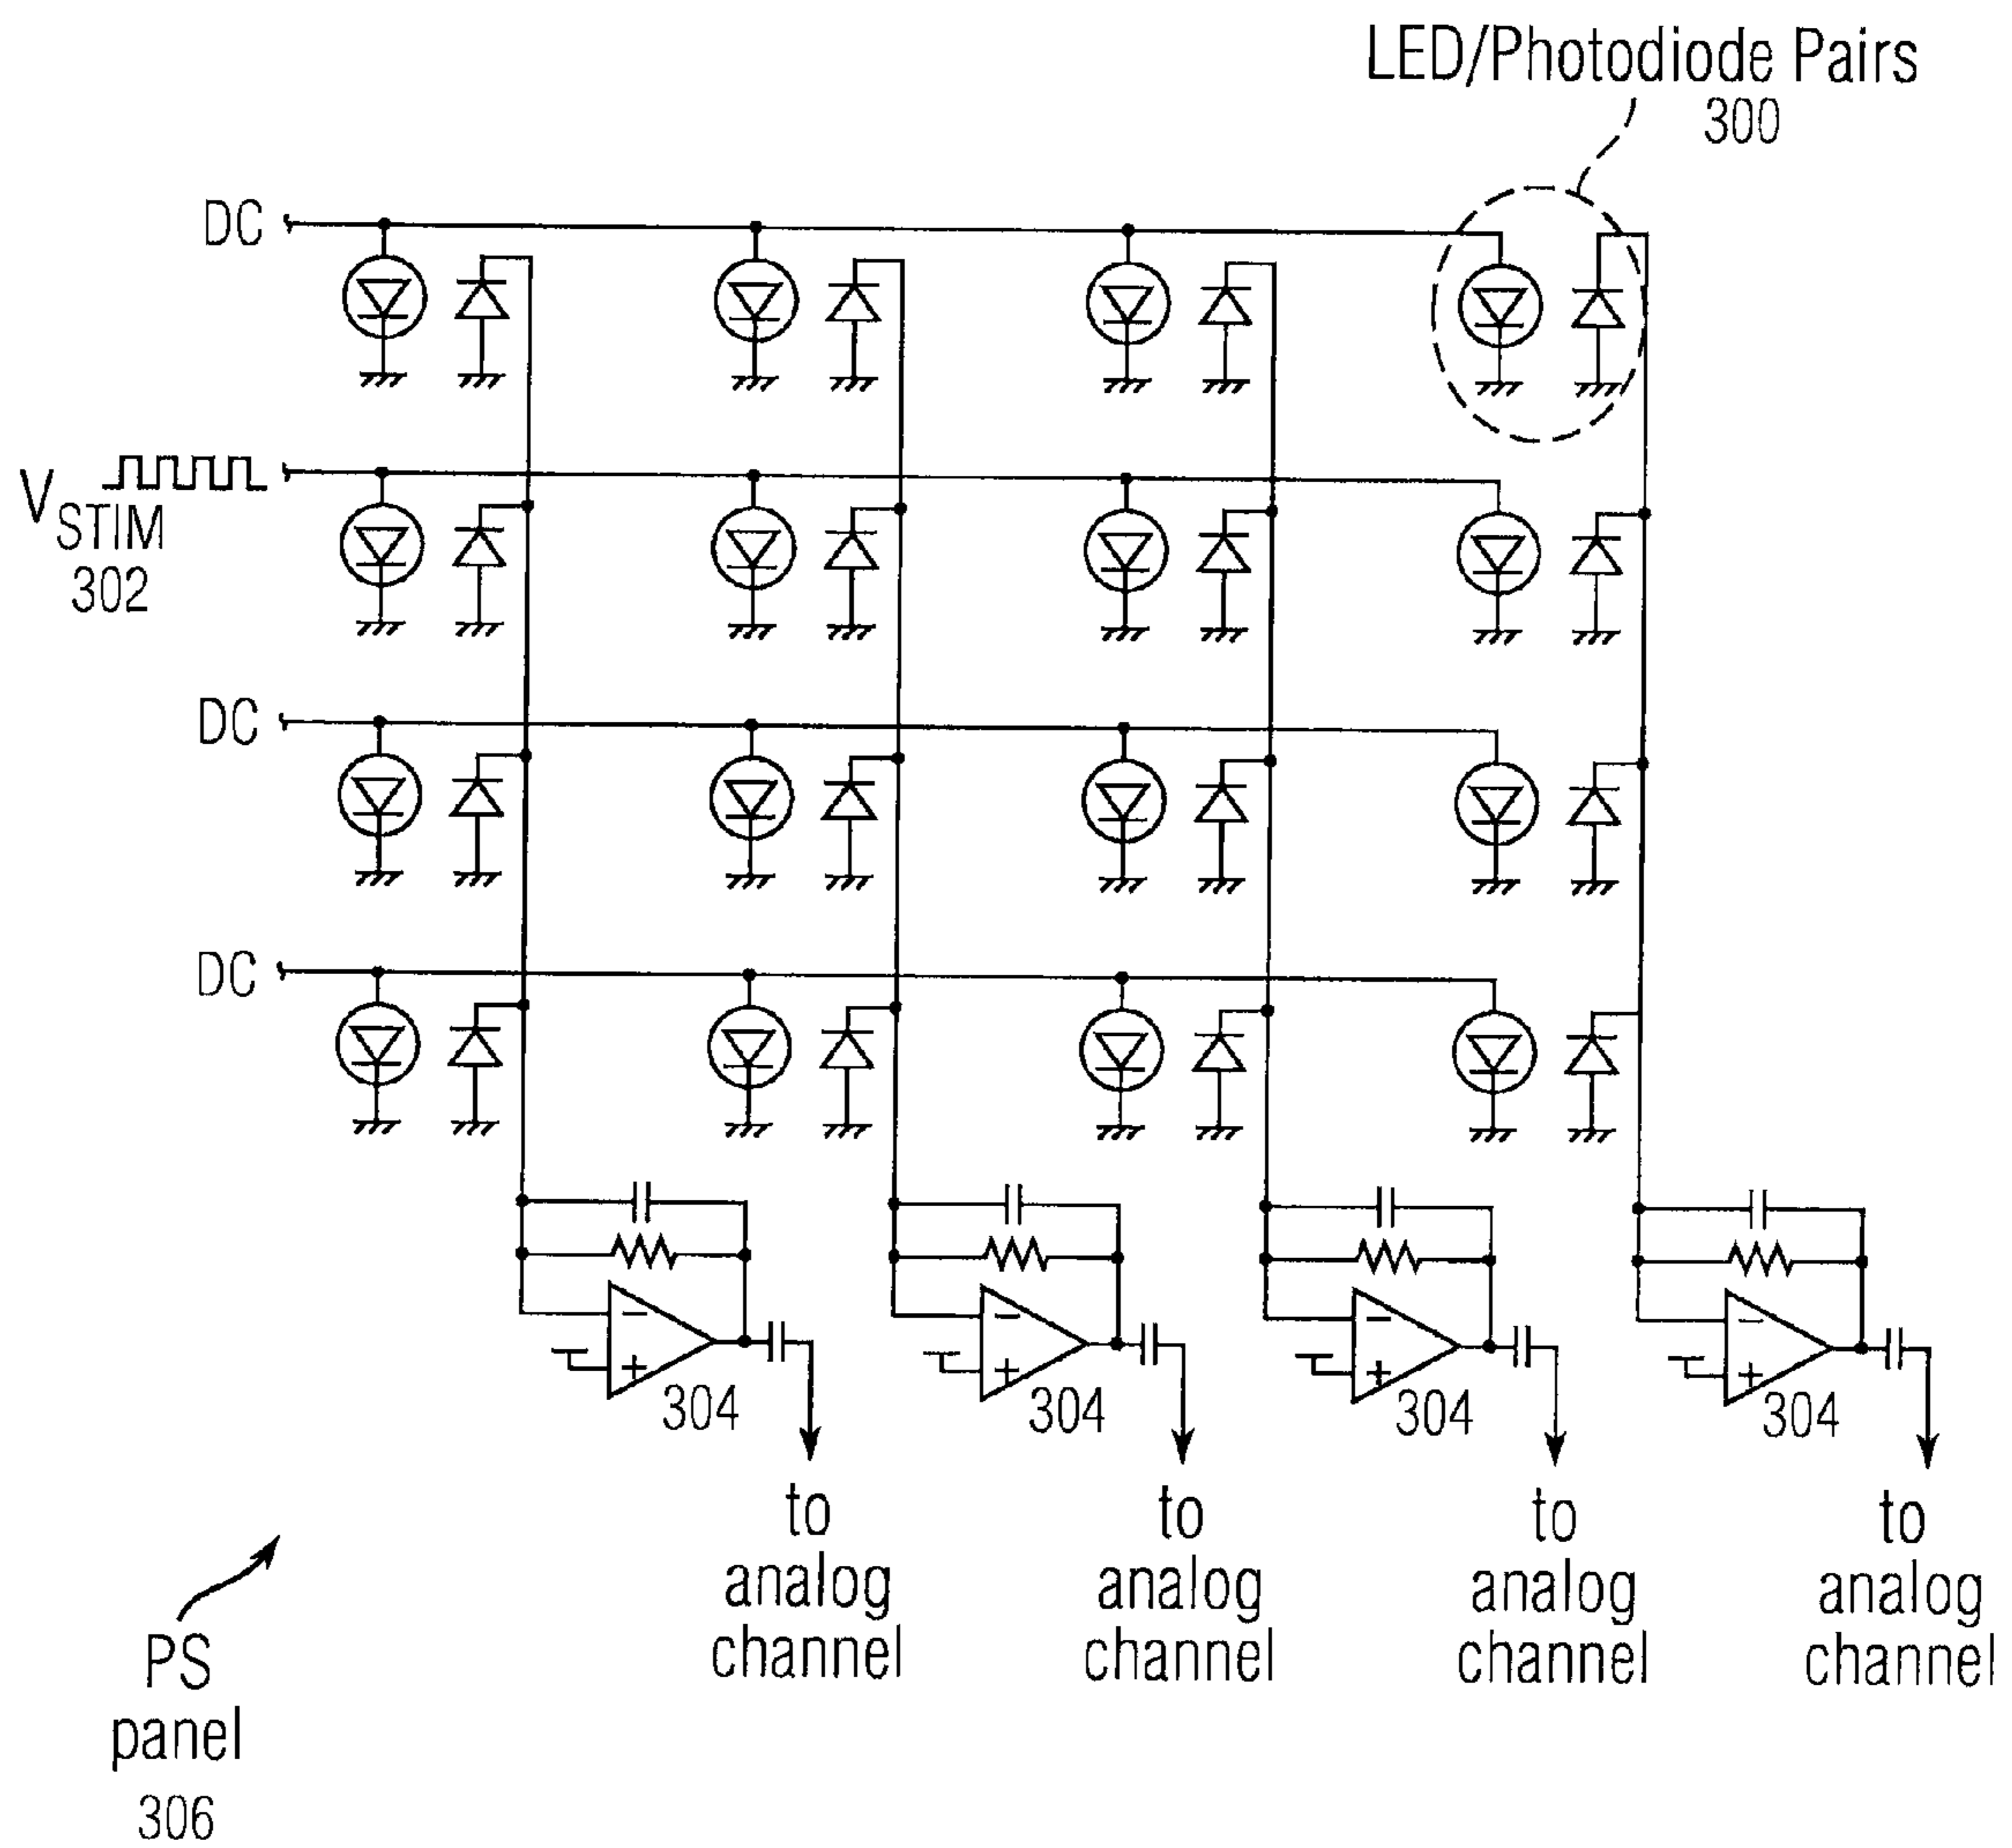 LED/Photodiode Pairs
300
DC
V STIM
302
DC
DC
−
+
304
−
+
304
−
+
304
−
+
304
to
analog
channel
to
analog
channel
to
analog
channel
to
analog
channel
PS
panel
306